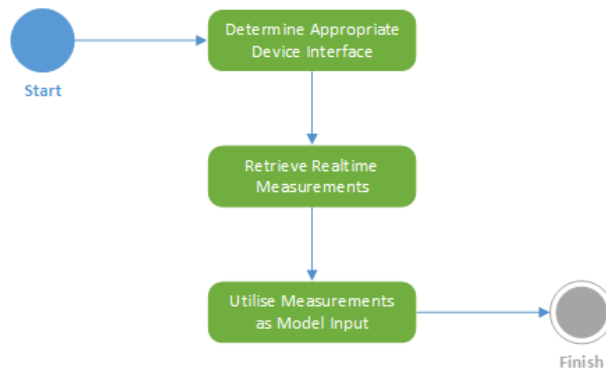 Determine Appropriate
Device Interface
Start
Retrieve Realtime
Measurements
Utilise Measurements
as Model Input
Finish